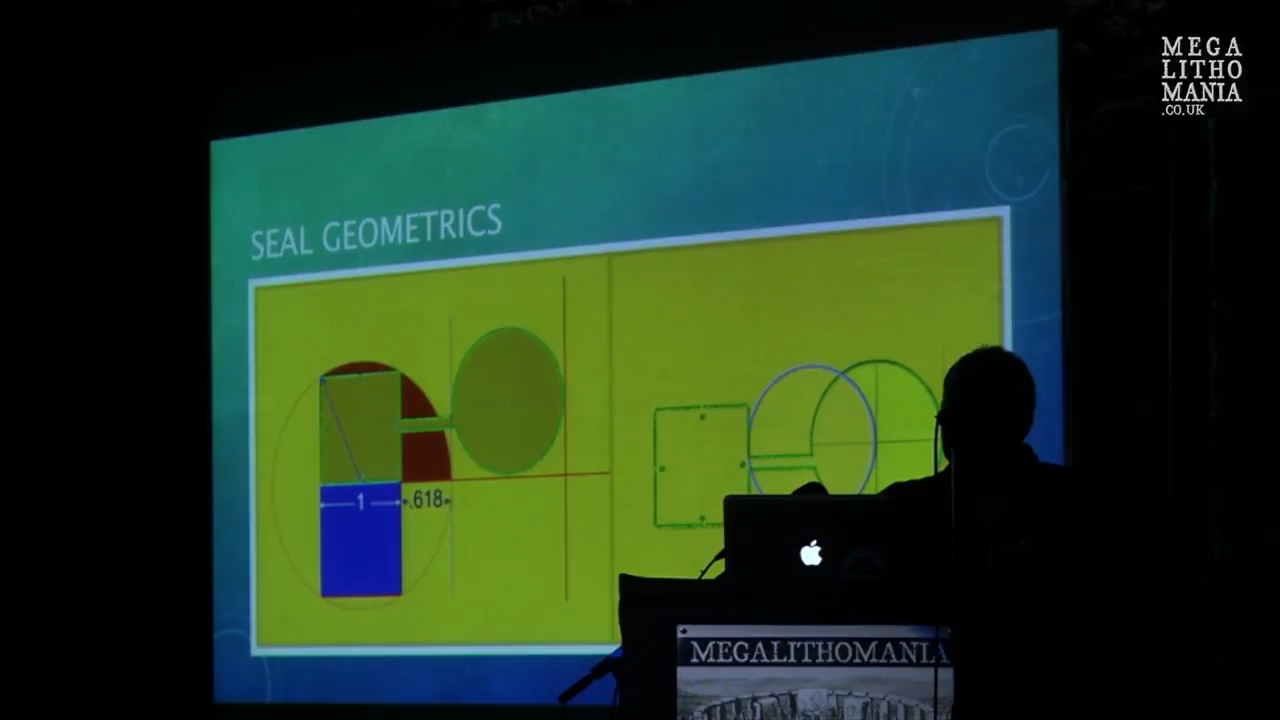 MEGA
LITHO
MANIA
.CO.UK
SEAL GEOMETRICS
1
.618
MEGALITHOMANIA